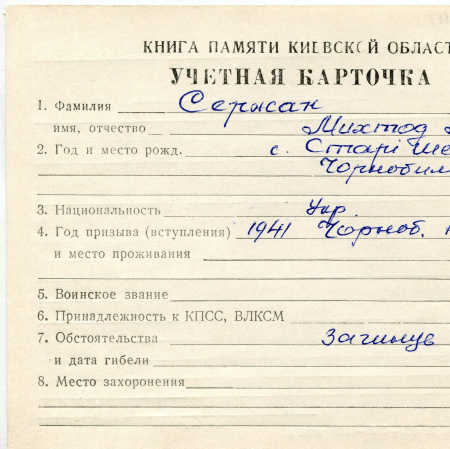 КНИГА ПАМЯТИ КИЕВСКОЙ ОБЛАСТ
УЧЕТНАЯ КАРТОЧКА
1. Фамилия Сержан
имя, отчество
2. Год и место рожд. с. Старі Ше
Чорнобил
3. Национальность Укр.
4. Год призыва (вступления) 1941 Чорноб.
и место проживания
5. Воинское звание
6. Принадлежность к КПСС, ВЛКСМ
7. Обстоятельства Загинув
и дата гибели
8. Место захоронения